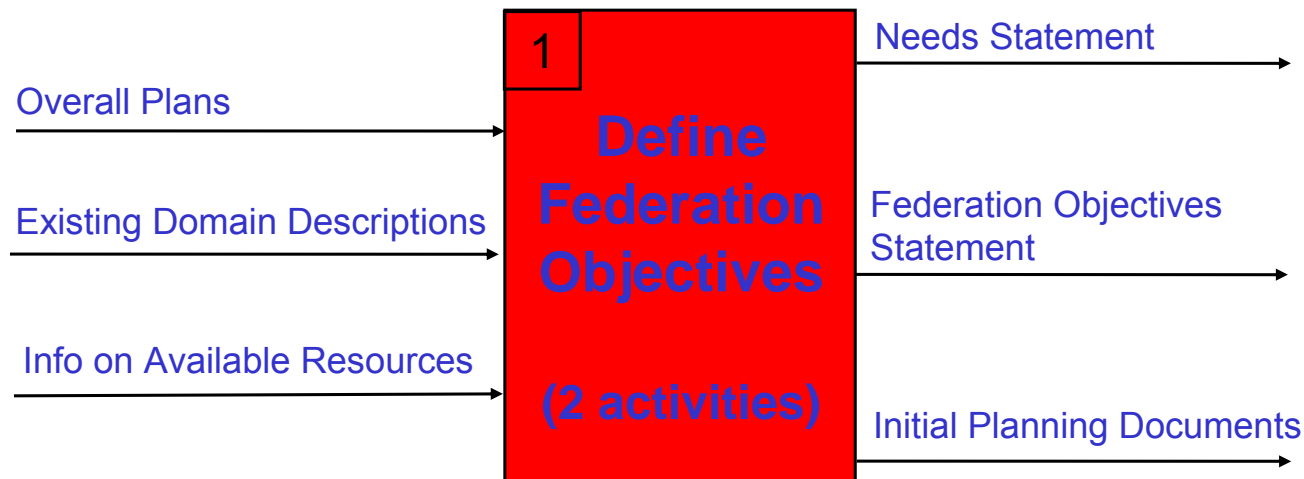 Overall Plans
Existing Domain Descriptions
Info on Available Resources
1
Define
Federation
Objectives
(2 activities)
Needs Statement
Federation Objectives
Statement
Initial Planning Documents